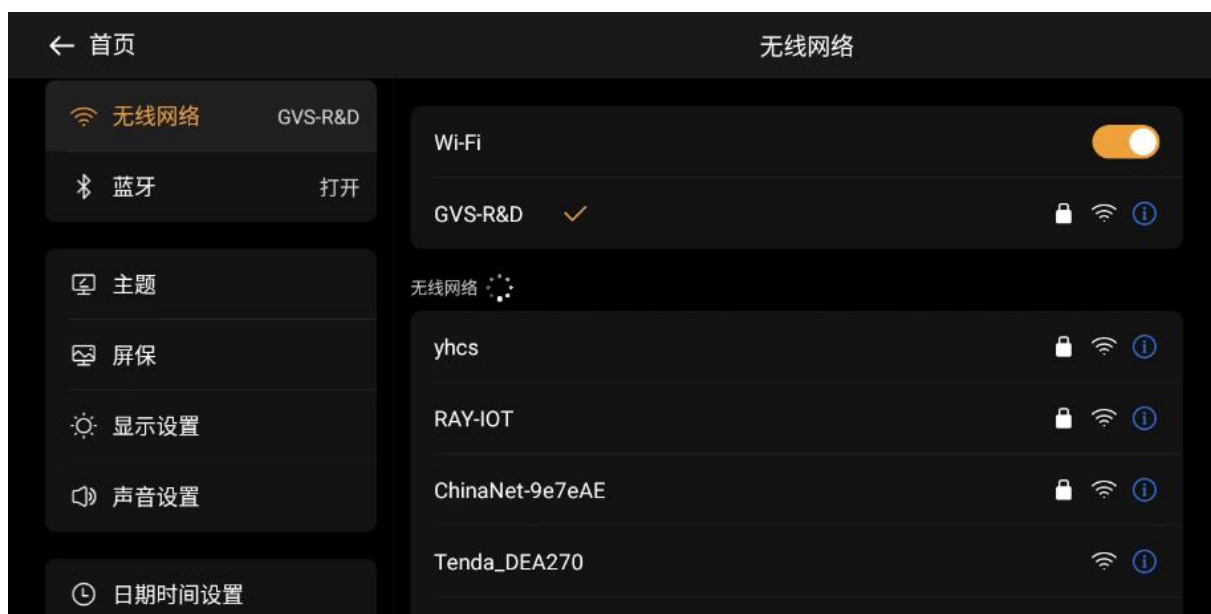 首页
无线网络
无线网络 GVS-R&D
蓝牙 打开
主题
屏保
显示设置
声音设置
日期时间设置
Wi-Fi
GVS-R&D
无线网络
yhcs
RAY-IOT
ChinaNet-9e7eAE
Tenda_DEA270